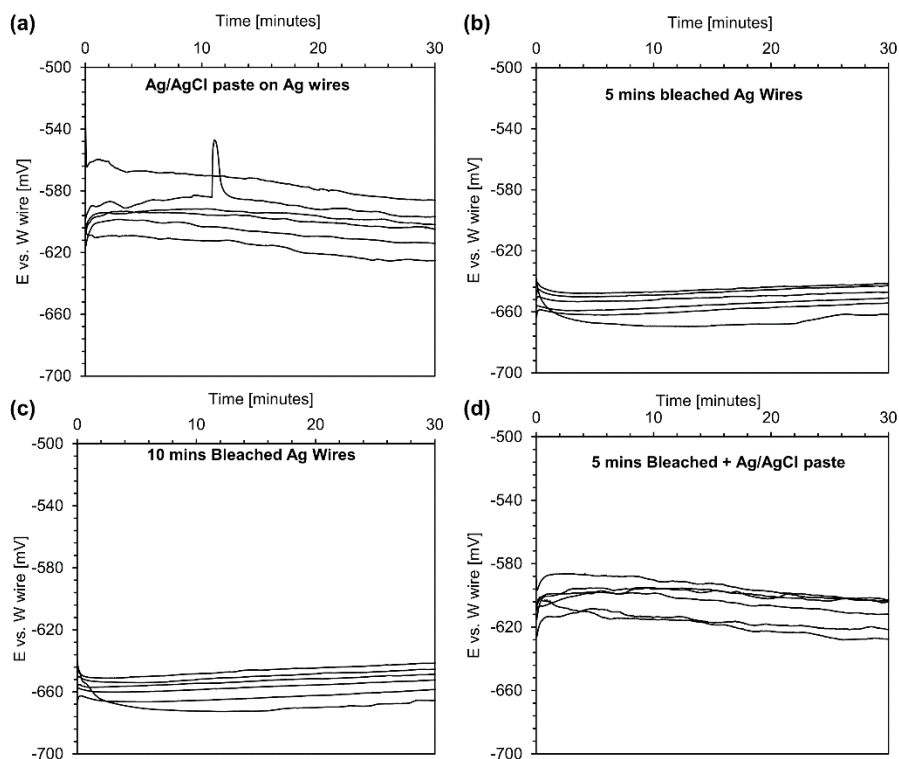 (a)
Time [minutes]
0 10 20 30
-500
-540
-580
-620
-660
-700
E vs. W wire [mV]
Ag/AgCl paste on Ag wires
(b)
Time [minutes]
0 10 20 30
-500
-540
-580
-620
-660
-700
E vs. W wire [mV]
5 mins bleached Ag Wires
(c)
Time [minutes]
0 10 20 30
-500
-540
-580
-620
-660
-700
E vs. W wire [mV]
10 mins Bleached Ag Wires
(d)
Time [minutes]
0 10 20 30
-500
-540
-580
-620
-660
-700
E vs. W wire [mV]
5 mins Bleached + Ag/AgCl paste